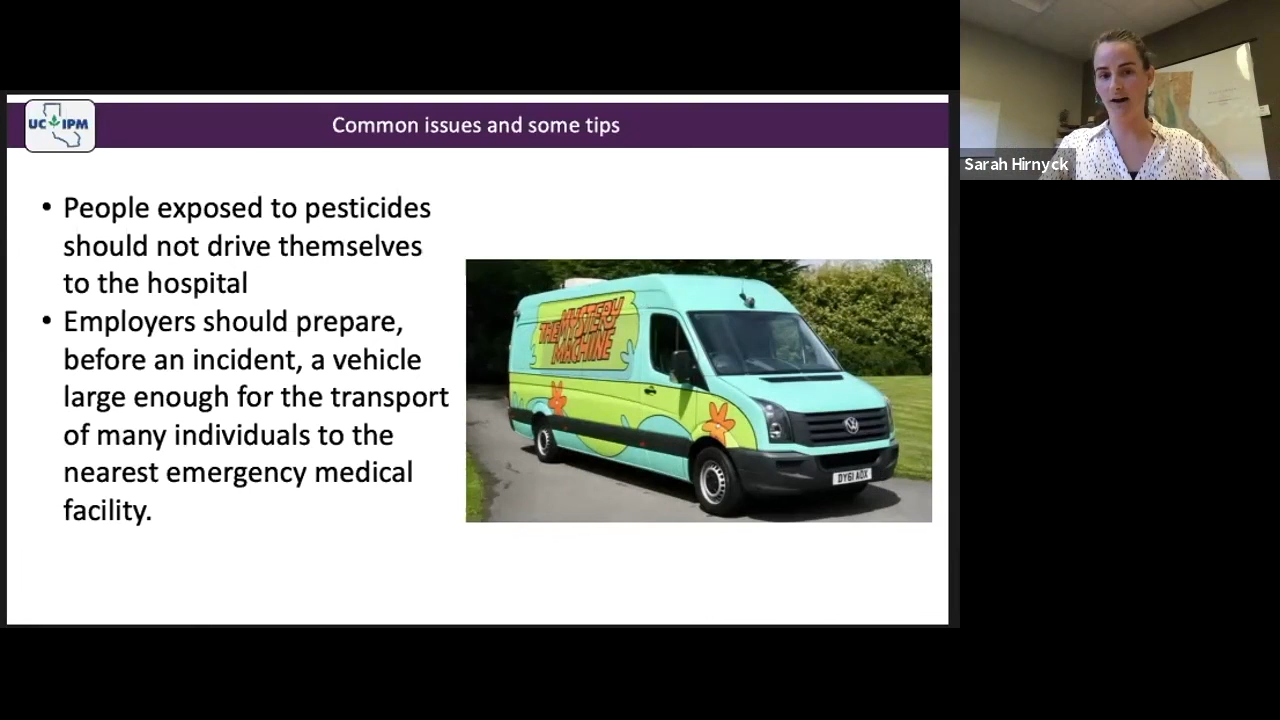 UC IPM
Common issues and some tips
Sarah Hirnyck
• People exposed to pesticides
should not drive themselves
to the hospital
• Employers should prepare,
before an incident, a vehicle
large enough for the transport
of many individuals to the
nearest emergency medical
facility.
THE MYSTERY
MACHINE
DY61 AOX